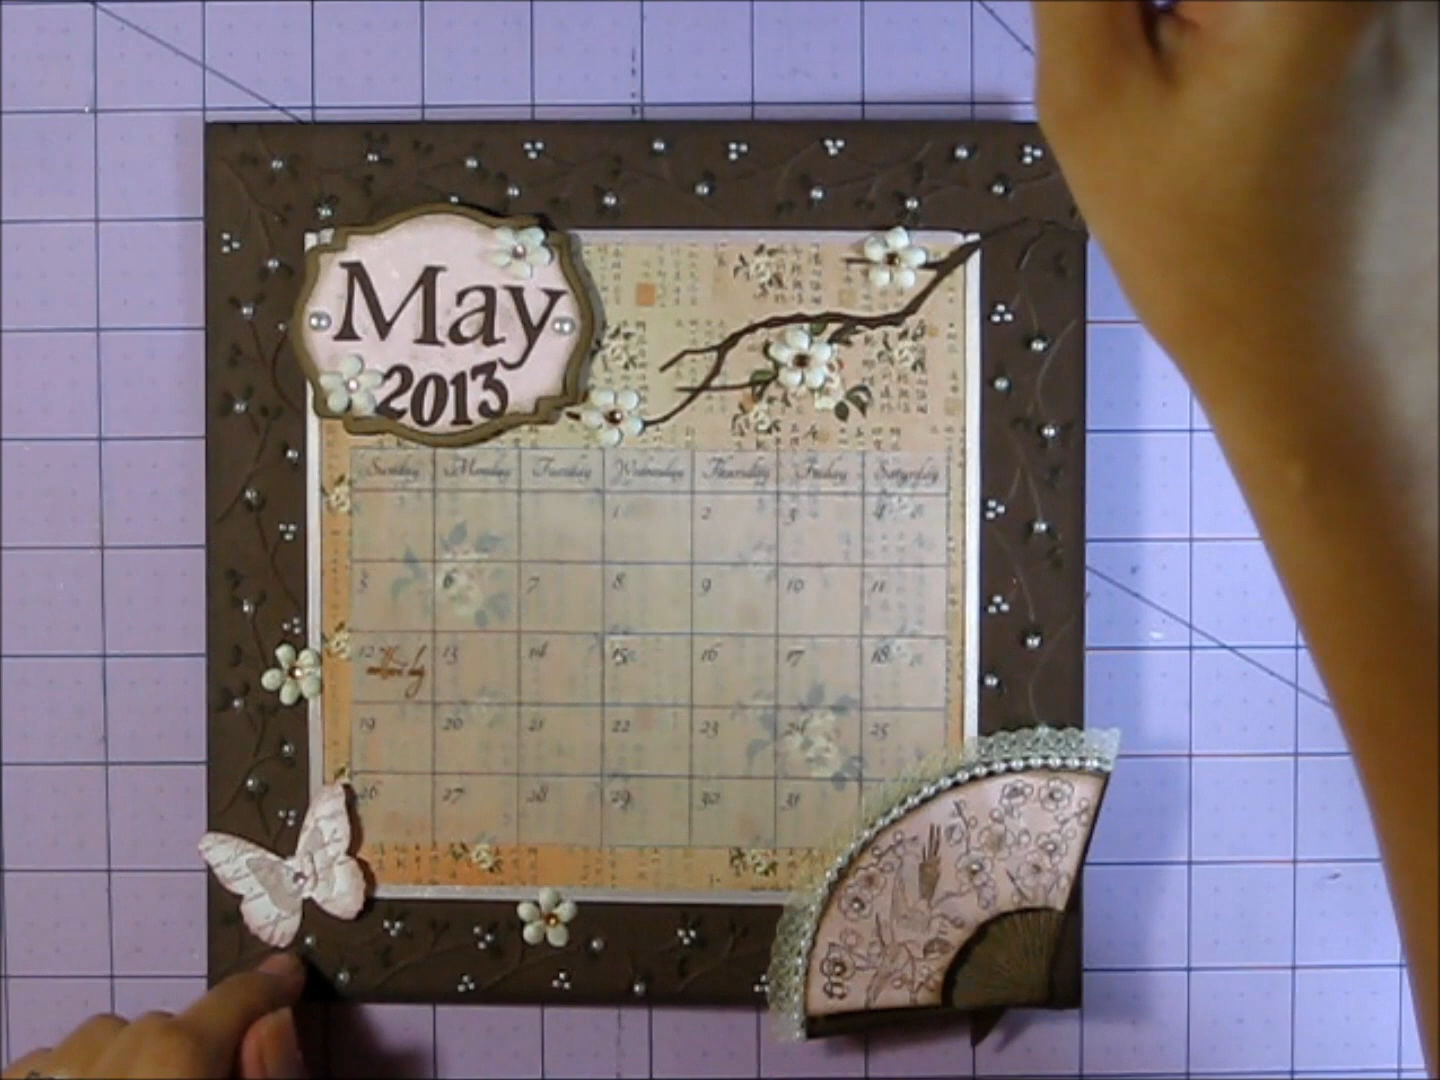 May
2013
Sunday Monday Tuesday Wednesday Thursday Friday Saturday
1 2 3 4
5 6 7 8 9 10 11
12 13 14 15 16 17 18
19 20 21 22 23 24 25
26 27 28 29 30 31